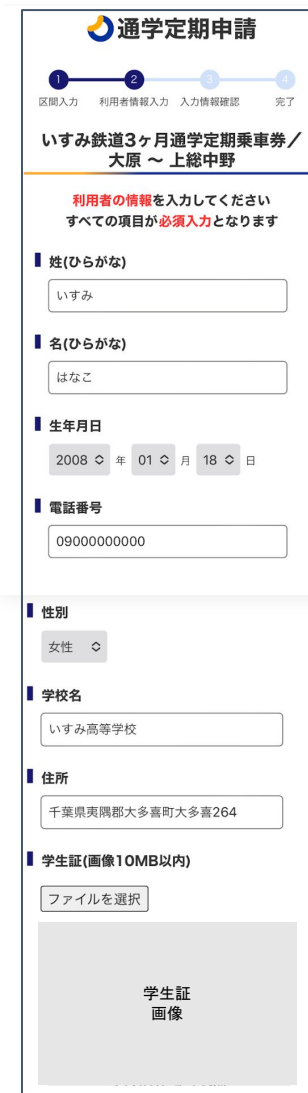 通学定期申請
1 2 3 4
区間入力 利用者情報入力 入力情報確認 完了
いすみ鉄道3ヶ月通学定期乗車券／
大原 ～ 上総中野
利用者の情報を入力してください
すべての項目が必須入力となります
姓(ひらがな)
いすみ
名(ひらがな)
はなこ
生年月日
2008 年 01 月 18 日
電話番号
09000000000
性別
女性
学校名
いすみ高等学校
住所
千葉県夷隅郡大多喜町大多喜264
学生証(画像10MB以内)
ファイルを選択
学生証
画像